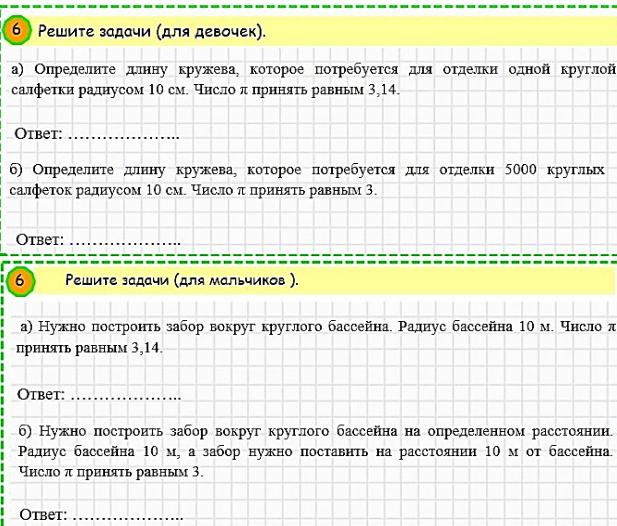 6 Решите задачи (для девочек).
а) Определите длину кружева, которое потребуется для отделки одной круглой
салфетки радиусом 10 см. Число π принять равным 3,14.
Ответ: …………………..
б) Определите длину кружева, которое потребуется для отделки 5000 круглых
салфеток радиусом 10 см. Число π принять равным 3.
Ответ: …………………..
6 Решите задачи (для мальчиков ).
а) Нужно построить забор вокруг круглого бассейна. Радиус бассейна 10 м. Число π
принять равным 3,14.
Ответ: …………………..
б) Нужно построить забор вокруг круглого бассейна на определенном расстоянии.
Радиус бассейна 10 м, а забор нужно поставить на расстоянии 10 м от бассейна.
Число π принять равным 3.
Ответ: …………………..